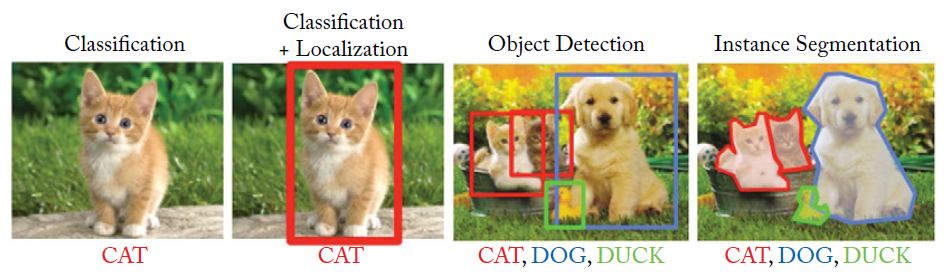 Classification
Classification
+ Localization
Object Detection
Instance Segmentation
CAT
CAT
CAT, DOG, DUCK
CAT, DOG, DUCK